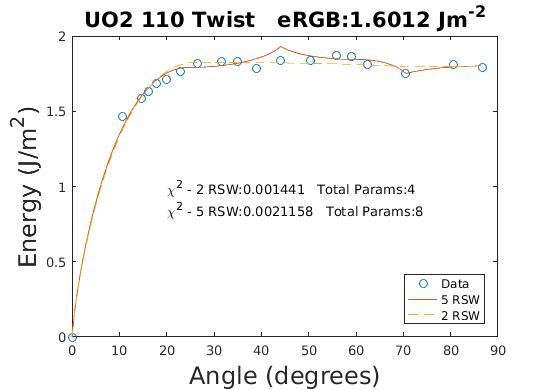 UO2 110 Twist eRGB:1.6012 Jm⁻²
Energy (J/m²)
2
1.5
1
0.5
0
χ² - 2 RSW:0.001441 Total Params:4
χ² - 5 RSW:0.0021158 Total Params:8
Data
5 RSW
2 RSW
0 10 20 30 40 50 60 70 80 90
Angle (degrees)